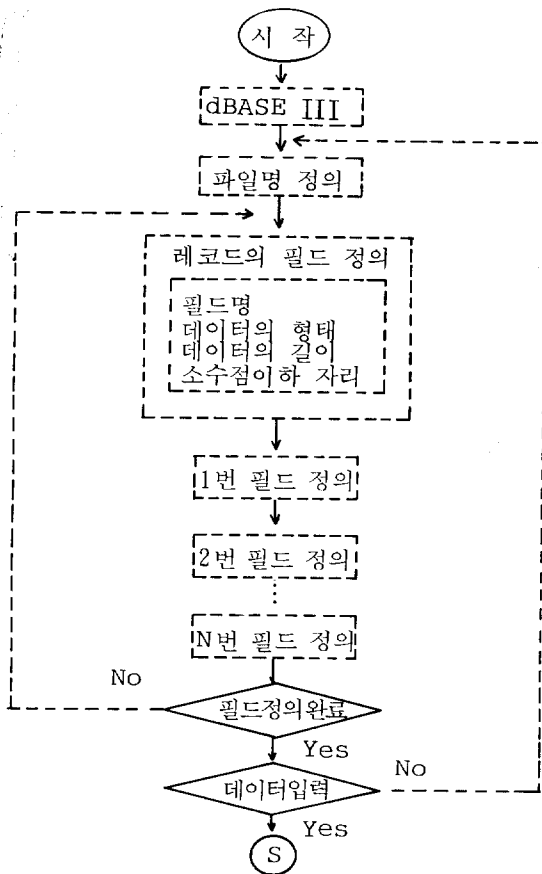 시 작
dBASE III
파일명 정의
레코드의 필드 정의
필드명
데이터의 형태
데이터의 길이
소수점이하 자리
1번 필드 정의
2번 필드 정의
N번 필드 정의
No
필드정의완료
Yes
데이터입력
No
Yes
S